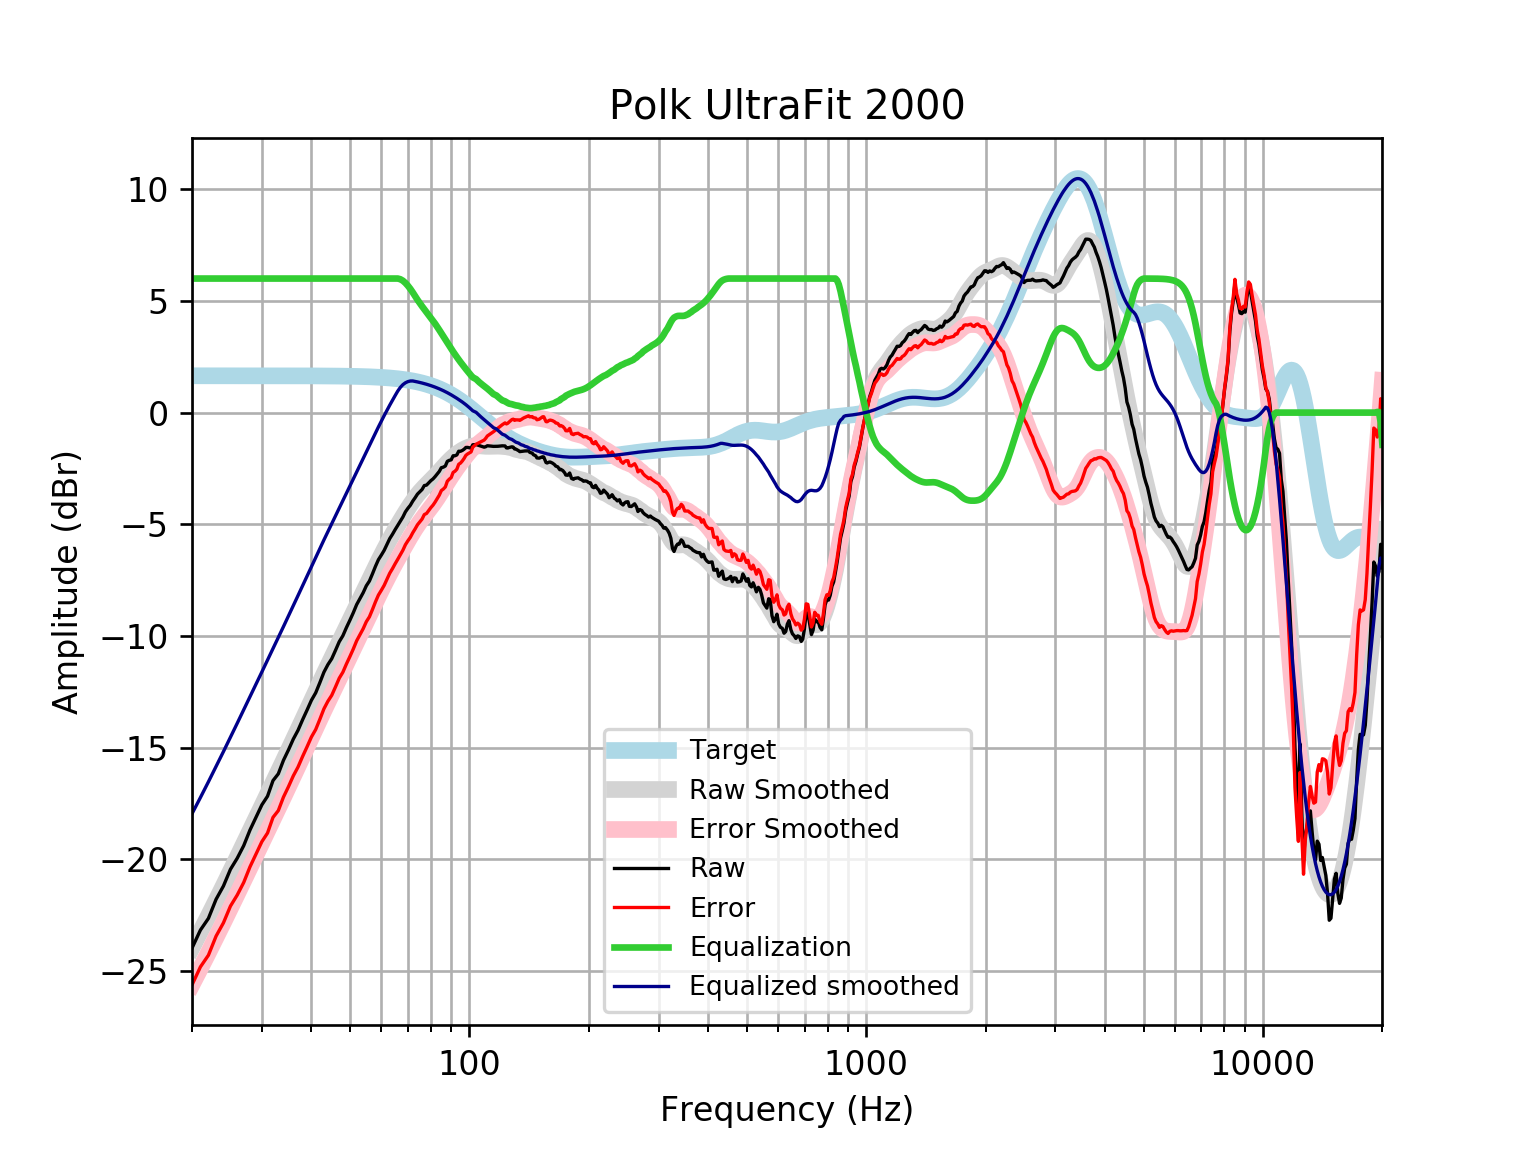 Polk UltraFit 2000
Amplitude (dBr)
10
5
0
−5
−10
−15
−20
−25
Target
Raw Smoothed
Error Smoothed
Raw
Error
Equalization
Equalized smoothed
100 1000 10000
Frequency (Hz)